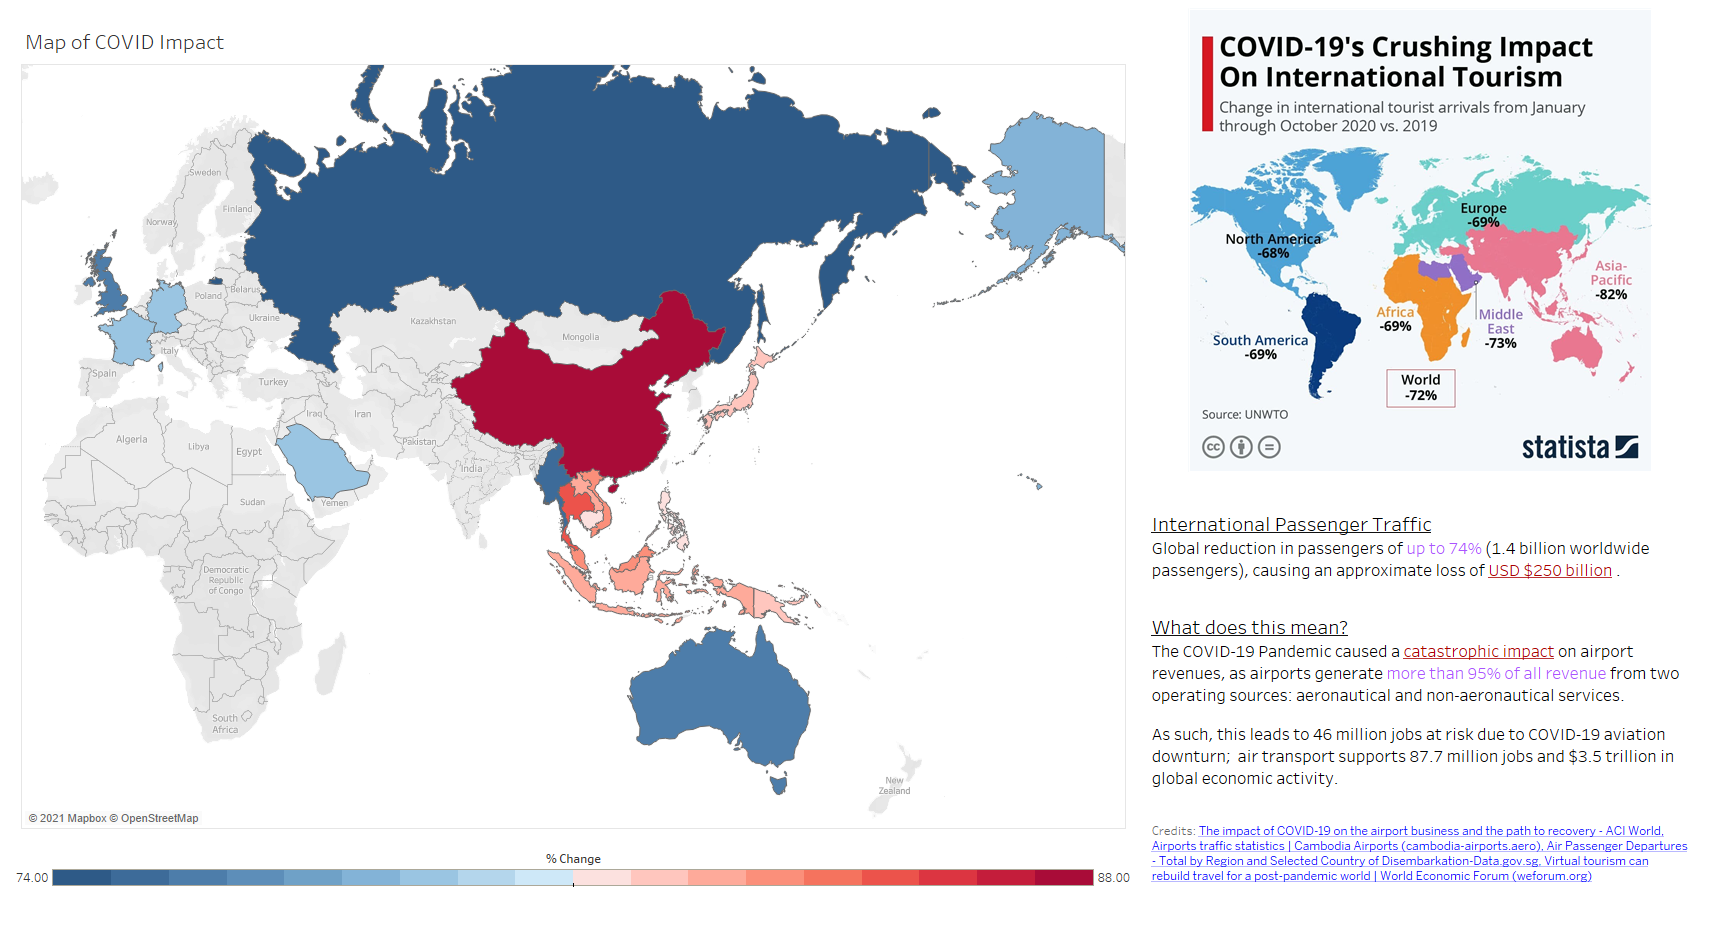 Map of COVID Impact
Sweden
Finland
Norway
Poland
Belarus
Ukraine
Kazakhstan
Mongolia
Italy
Spain
Turkey
Iraq
Iran
Algeria
Libya
Egypt
Pakistan
India
Sudan
Yemen
Democratic
Republic
of Congo
South
Africa
New
Zealand
© 2021 Mapbox © OpenStreetMap
% Change
74.00
88.00
COVID-19's Crushing Impact
On International Tourism
Change in international tourist arrivals from January
through October 2020 vs. 2019
Europe
-69%
North America
-68%
Asia-
Pacific
-82%
Africa
-69%
Middle
East
-73%
South America
-69%
World
-72%
Source: UNWTO
cc
statista
International Passenger Traffic
Global reduction in passengers of up to 74% (1.4 billion worldwide
passengers), causing an approximate loss of USD $250 billion .
What does this mean?
The COVID-19 Pandemic caused a catastrophic impact on airport
revenues, as airports generate more than 95% of all revenue from two
operating sources: aeronautical and non-aeronautical services.
As such, this leads to 46 million jobs at risk due to COVID-19 aviation
downturn; air transport supports 87.7 million jobs and $3.5 trillion in
global economic activity.
Credits: The impact of COVID-19 on the airport business and the path to recovery - ACI World,
Airports traffic statistics | Cambodia Airports (cambodia-airports.aero), Air Passenger Departures
- Total by Region and Selected Country of Disembarkation-Data.gov.sg, Virtual tourism can
rebuild travel for a post-pandemic world | World Economic Forum (weforum.org)